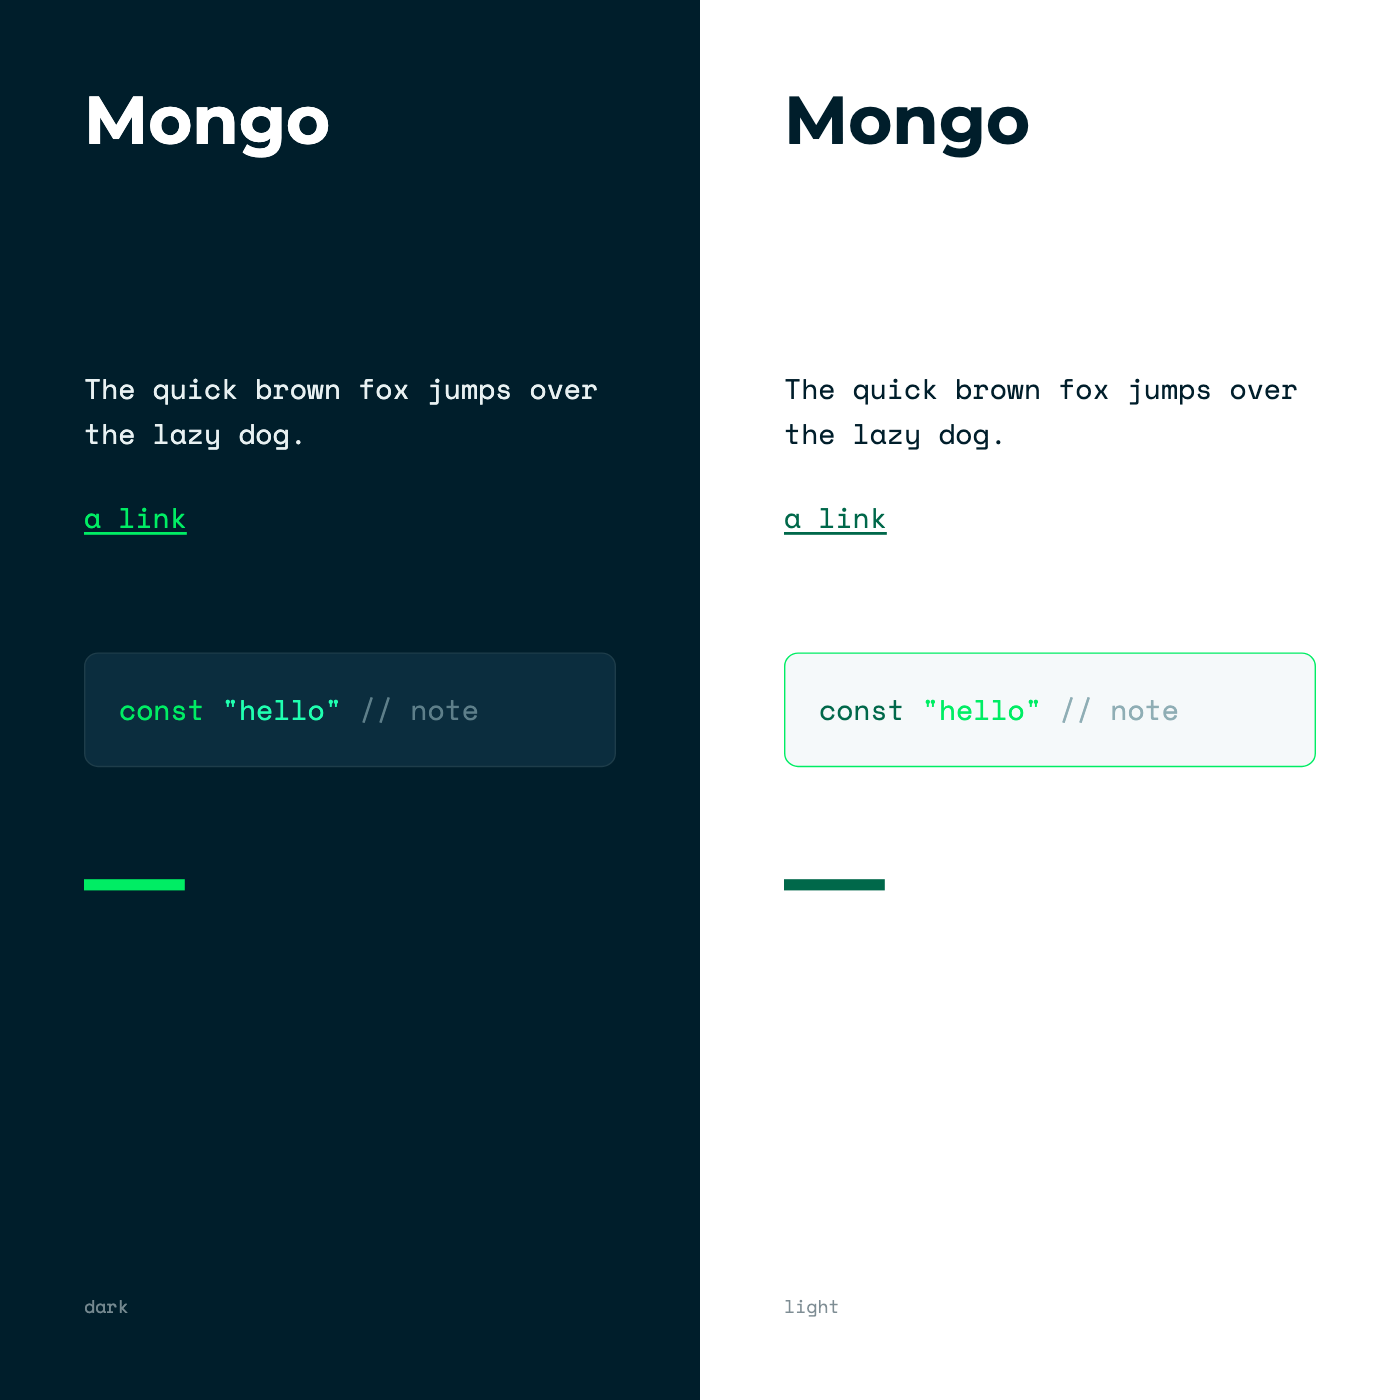 Mongo
The quick brown fox jumps over
the lazy dog.
a link
const "hello" // note
dark
Mongo
The quick brown fox jumps over
the lazy dog.
a link
const "hello" // note
light